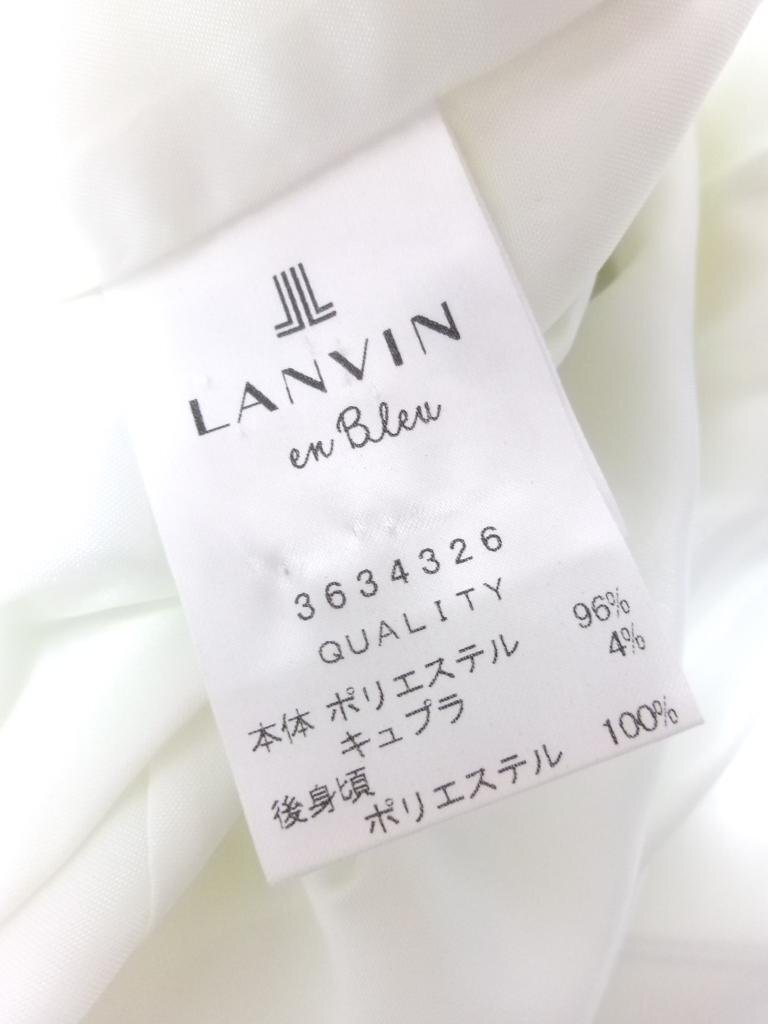 LANVIN
en Bleu
3634326
QUALITY
本体 ポリエステル 96%
キュプラ 4%
後身頃
ポリエステル 100%